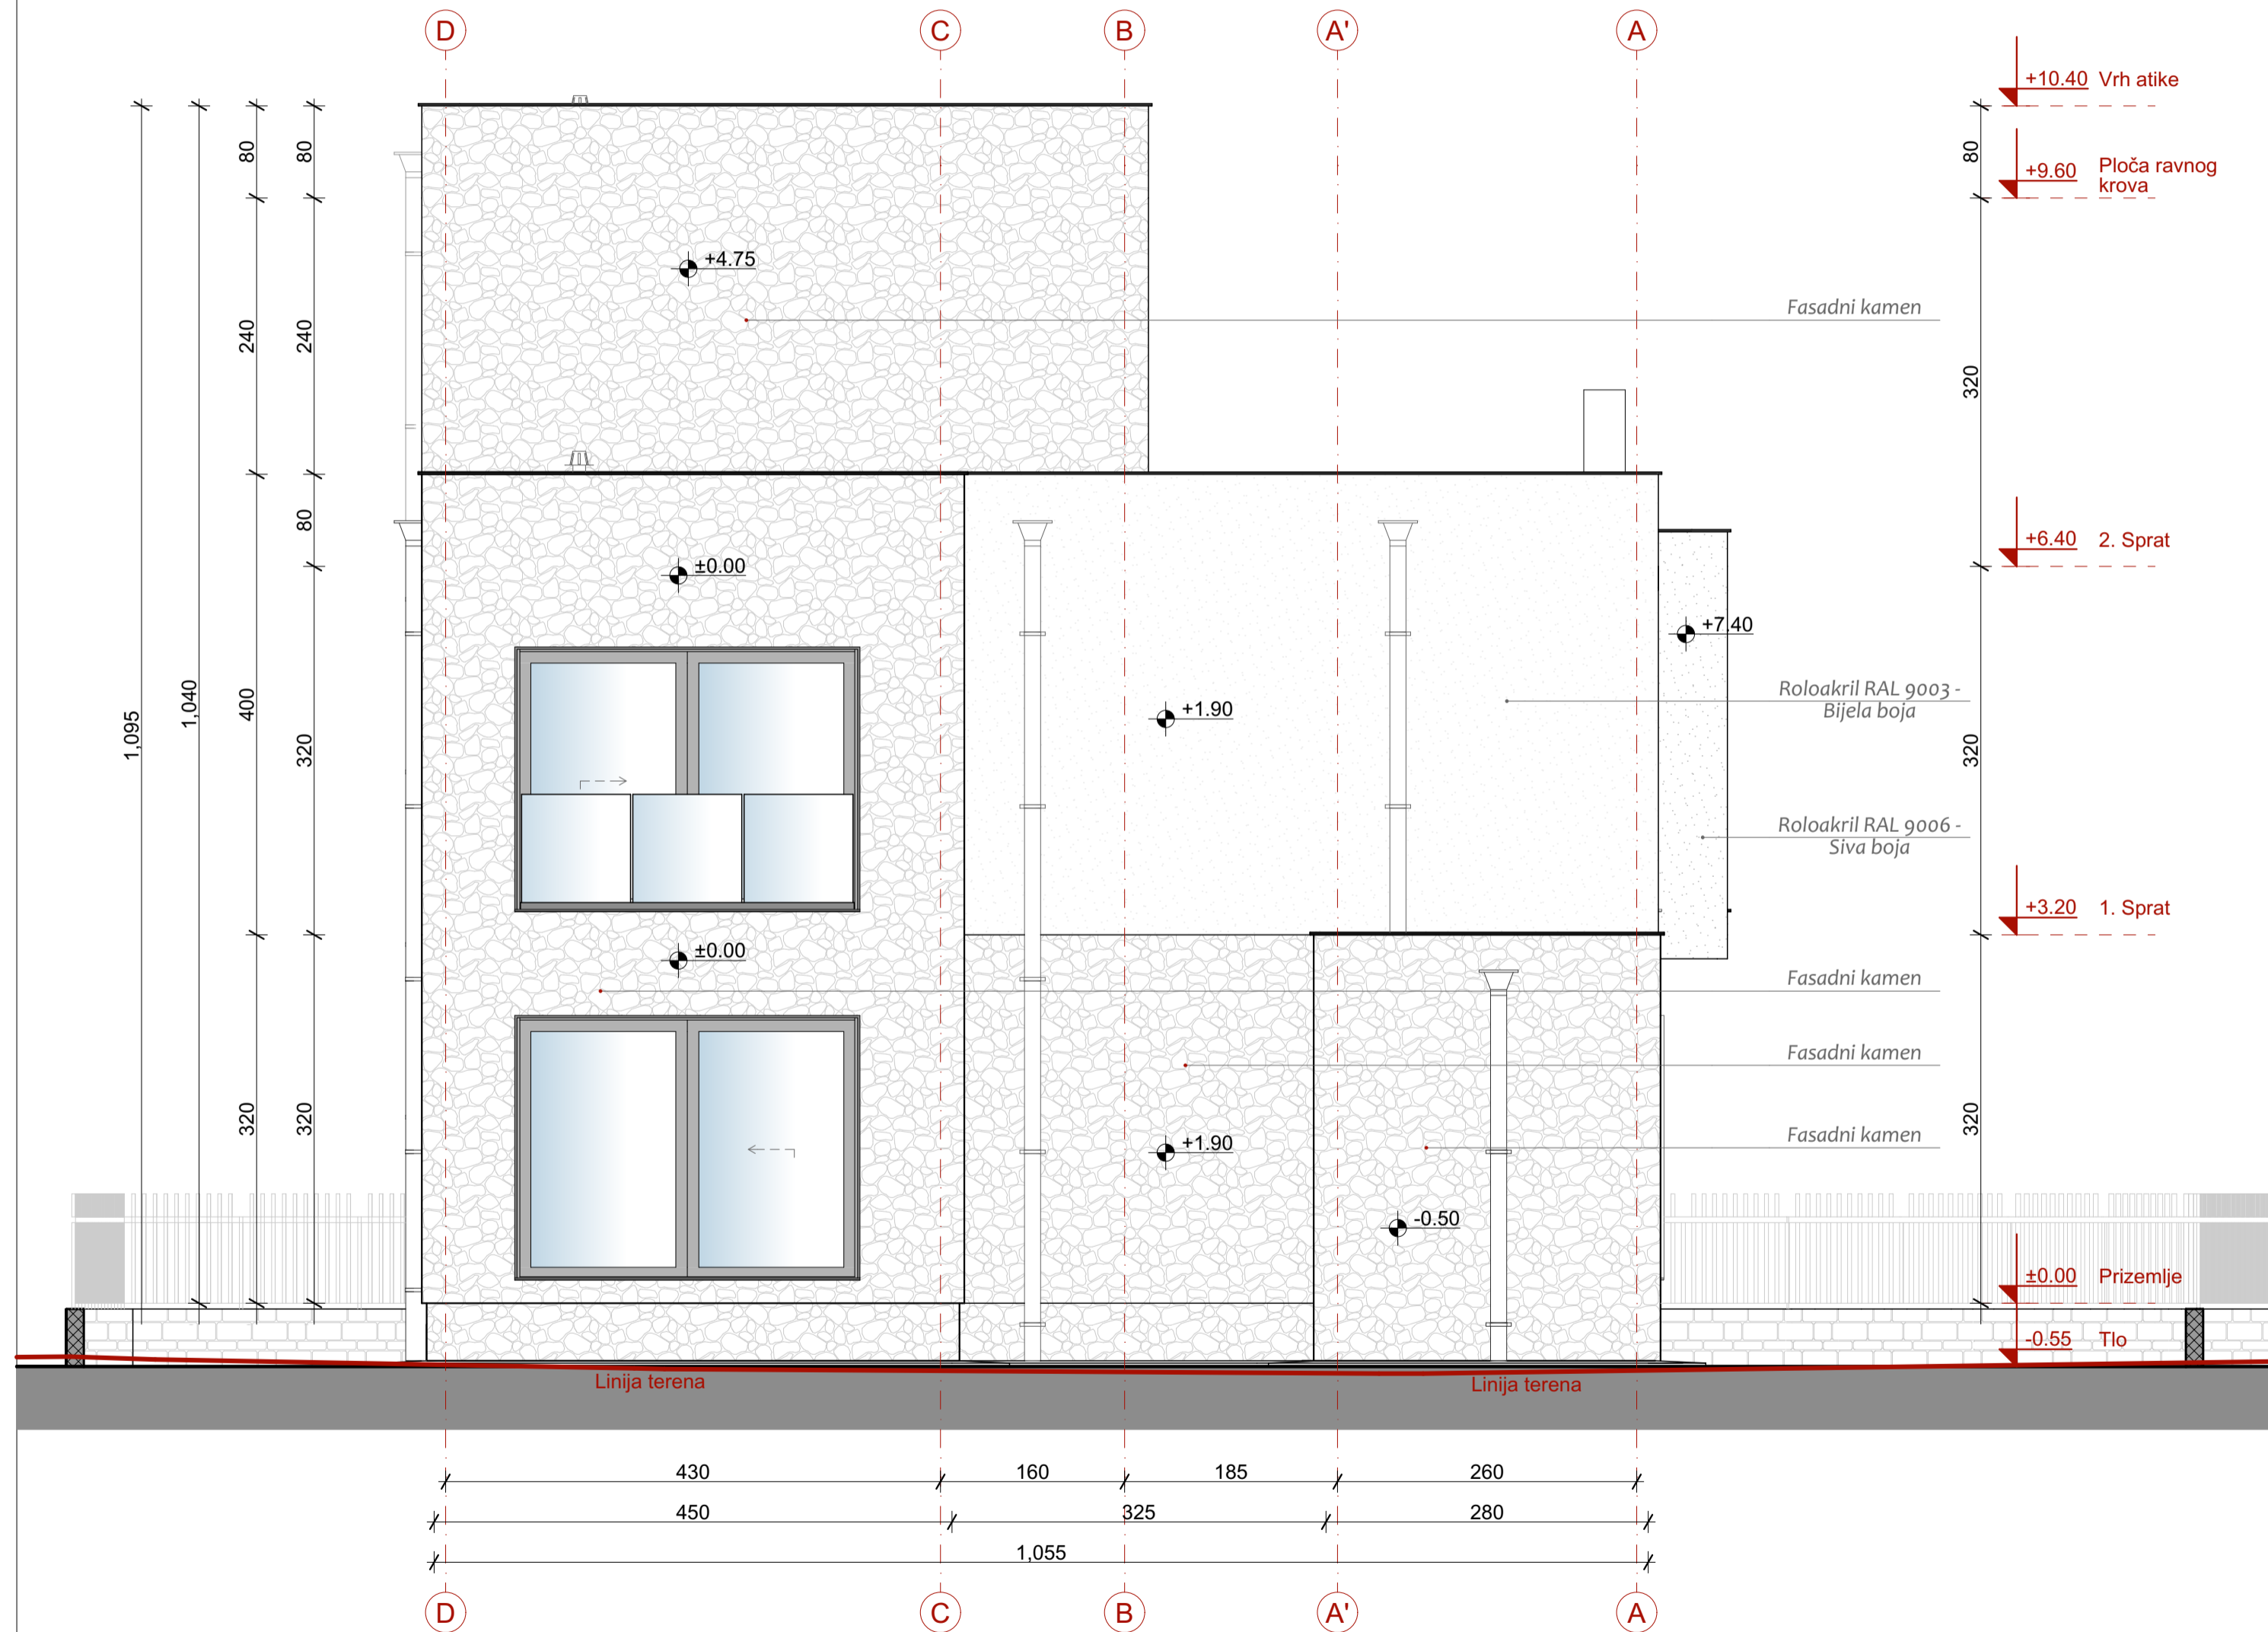 D C B A' A
+10.40 Vrh atike
80 80 80
+9.60 Ploča ravnog
krova
+4.75
Fasadni kamen
240 240
320
80
+6.40 2. Sprat
±0.00
+7.40
Roloakril RAL 9003 -
Bijela boja
+1.90
1,095
1,040
400
320
320
Roloakril RAL 9006 -
Siva boja
+3.20 1. Sprat
±0.00
Fasadni kamen
Fasadni kamen
320 320
320
Fasadni kamen
+1.90
-0.50
±0.00 Prizemlje
-0.55 Tlo
Linija terena
Linija terena
430 160 185 260
450 325 280
1,055
D C B A' A